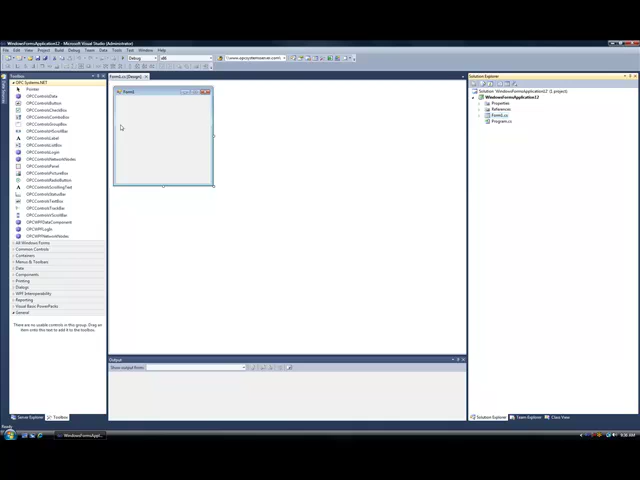 WindowsFormsApplication12 - Microsoft Visual Studio (Administrator)
File Edit View Project Build Debug Team Data Tools Test Window Help
Debug x86
Toolbox
OPC Systems.NET
Pointer
OPCControlsData
OPCControlsButton
OPCControlsCheckBox
OPCControlsComboBox
OPCControlsGroupBox
OPCControlsHScrollBar
OPCControlsLabel
OPCControlsListBox
OPCControlsLogin
OPCControlsNetworkNodes
OPCControlsPanel
OPCControlsPictureBox
OPCControlsRadioButton
OPCControlsScrollingText
OPCControlsStatusBar
OPCControlsTextBox
OPCControlsTrackBar
OPCControlsVScrollBar
OPCWPFDataComponent
OPCWPFLogin
OPCWPFNetworkNodes
All Windows Forms
Common Controls
Containers
Menus & Toolbars
Data
Components
Printing
Dialogs
WPF Interoperability
Reporting
Visual Basic PowerPacks
General
There are no usable controls in this group. Drag an
item onto this text to add it to the toolbox.
Server Explorer Toolbox
Form1.cs [Design]
Form1
Output
Show output from:
Solution Explorer
Solution 'WindowsFormsApplication12' (1 project)
WindowsFormsApplication12
Properties
References
Form1.cs
Program.cs
Solution Explorer Team Explorer Class View
Ready
WindowsFormsAppli...